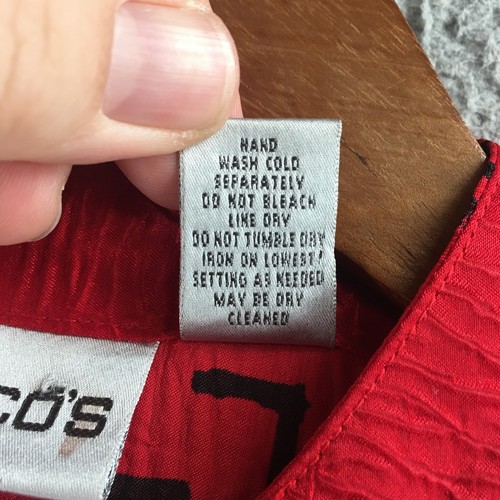 HAND
WASH COLD
SEPARATELY
DO NOT BLEACH
LIKE DRY
DO NOT TUMBLE DRY
IRON ON LOWEST
SETTING AS NEEDED
MAY BE DRY
CLEANED
CO'S